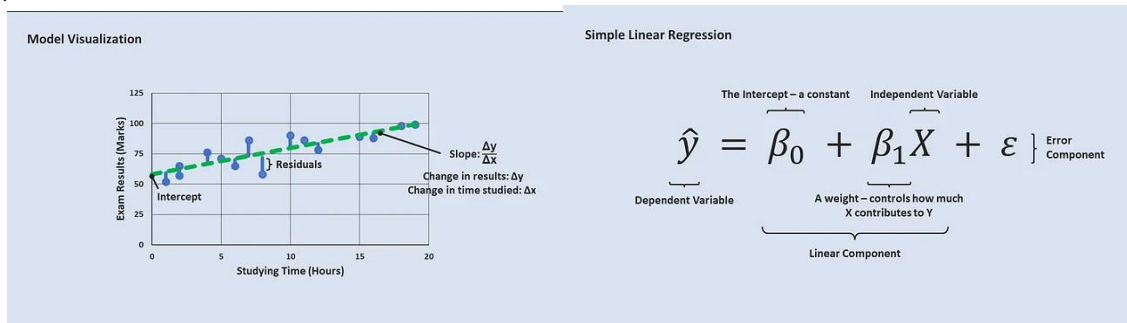 Model Visualization
125
100
75
50
25
0
0 5 10 15 20
Exam Results (Marks)
Studying Time (Hours)
Intercept
} Residuals
Slope: Δy/Δx
Change in results: Δy
Change in time studied: Δx
Simple Linear Regression
The Intercept – a constant
Independent Variable
ŷ = β₀ + β₁X + ε
Error
Component
Dependent Variable
A weight – controls how much
X contributes to Y
Linear Component